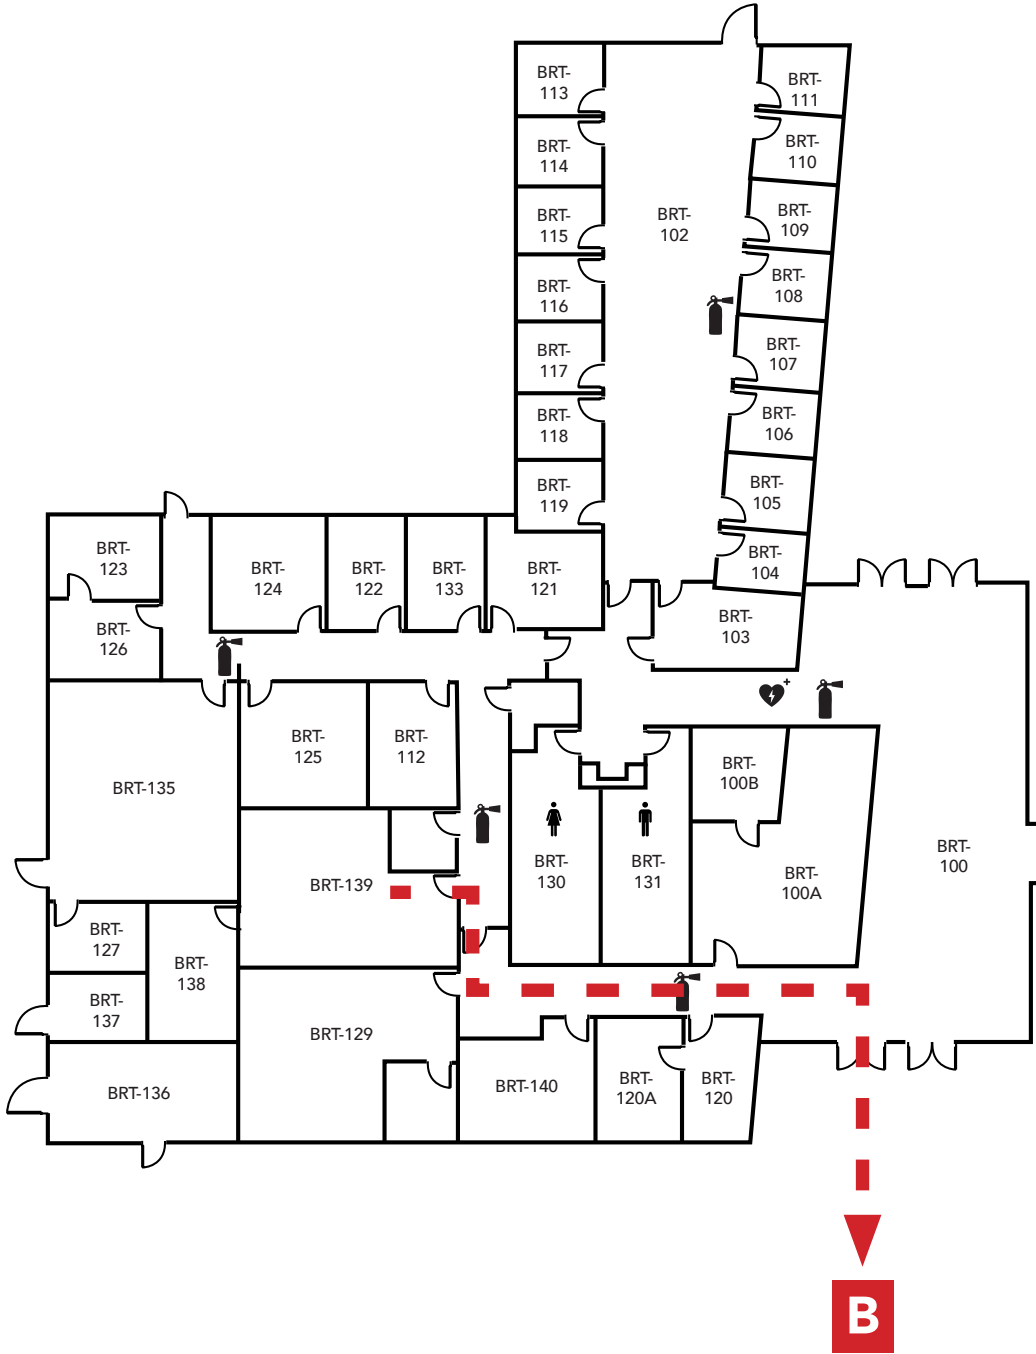 BRT-
113
BRT-
111
BRT-
114
BRT-
110
BRT-
115
BRT-
102
BRT-
109
BRT-
116
BRT-
108
BRT-
117
BRT-
107
BRT-
118
BRT-
106
BRT-
119
BRT-
105
BRT-
123
BRT-
124
BRT-
122
BRT-
133
BRT-
121
BRT-
104
BRT-
126
BRT-
103
BRT-
125
BRT-
112
BRT-
100B
BRT-135
BRT-
130
BRT-
131
BRT-
100A
BRT-
100
BRT-139
BRT-
127
BRT-
138
BRT-
137
BRT-129
BRT-136
BRT-140
BRT-
120A
BRT-
120
B